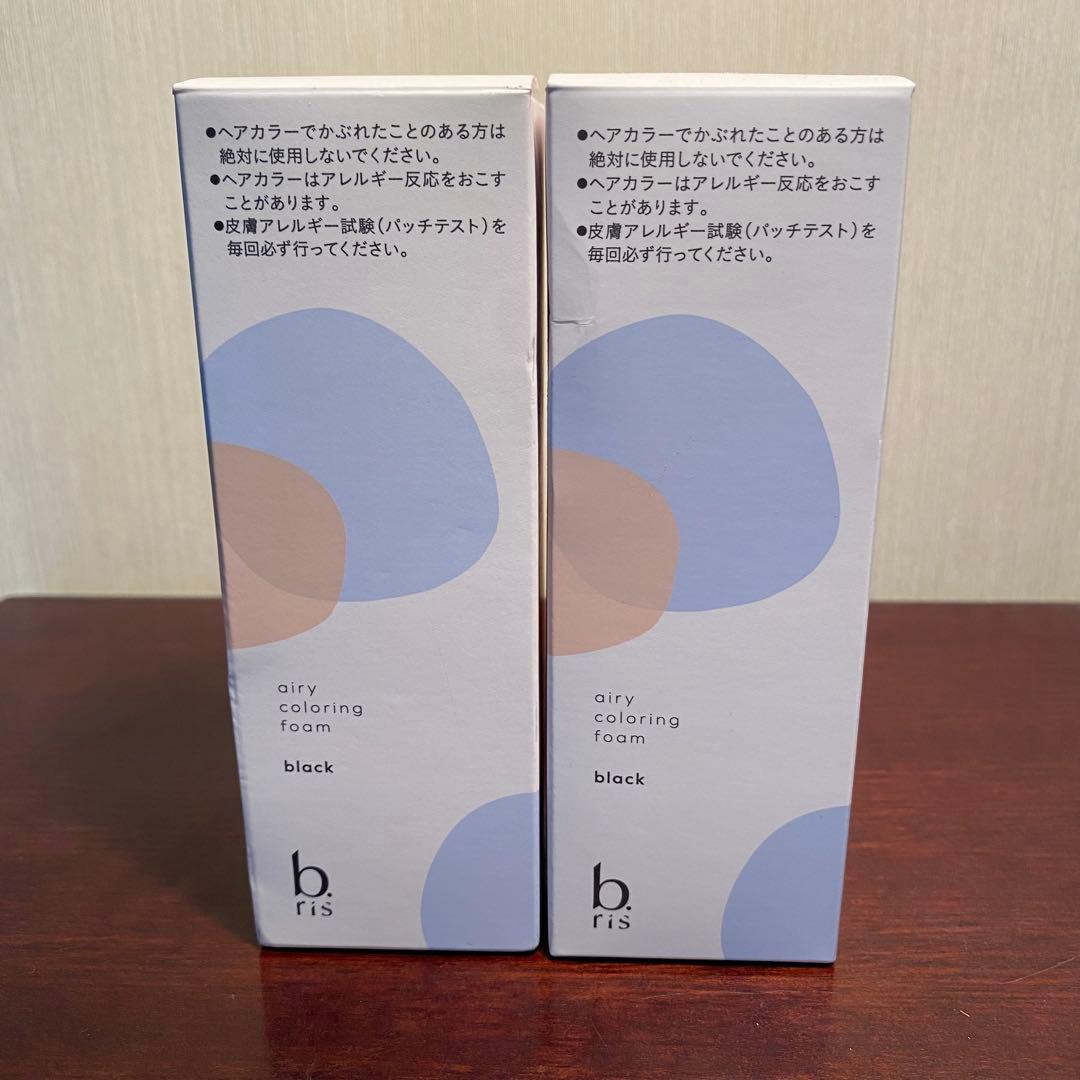 ●ヘアカラーでかぶれたことのある方は
絶対に使用しないでください。
●ヘアカラーはアレルギー反応をおこす
ことがあります。
●皮膚アレルギー試験(パッチテスト)を
毎回必ず行ってください。
airy
coloring
foam
black
b.
ris
●ヘアカラーでかぶれたことのある方は
絶対に使用しないでください。
●ヘアカラーはアレルギー反応をおこす
ことがあります。
●皮膚アレルギー試験(パッチテスト)を
毎回必ず行ってください。
airy
coloring
foam
black
b.
ris